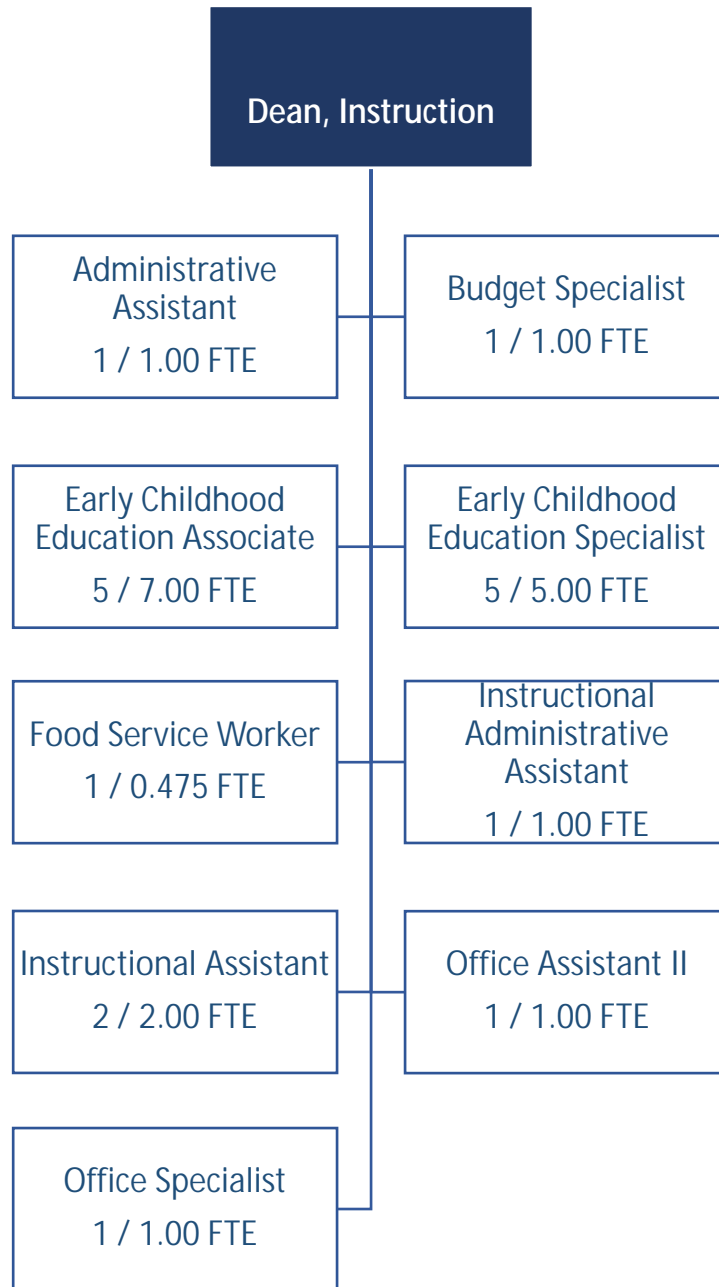 Dean, Instruction
Administrative
Assistant
1 / 1.00 FTE
Budget Specialist
1 / 1.00 FTE
Early Childhood
Education Associate
5 / 7.00 FTE
Early Childhood
Education Specialist
5 / 5.00 FTE
Food Service Worker
1 / 0.475 FTE
Instructional
Administrative
Assistant
1 / 1.00 FTE
Instructional Assistant
2 / 2.00 FTE
Office Assistant II
1 / 1.00 FTE
Office Specialist
1 / 1.00 FTE